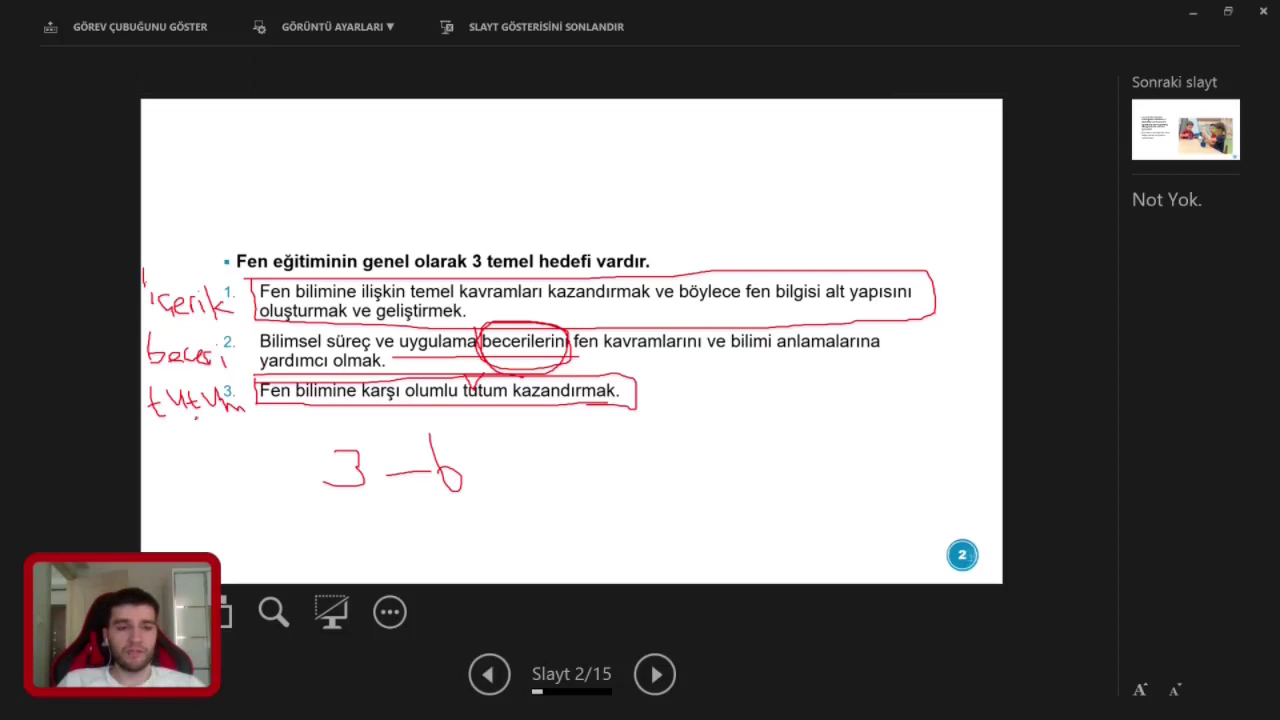 GÖREV ÇUBUĞUNU GÖSTER
GÖRÜNTÜ AYARLARI ▼
SLAYT GÖSTERİSİNİ SONLANDIR
Sonraki slayt
Not Yok.
▪ Fen eğitiminin genel olarak 3 temel hedefi vardır.
içerik
1. Fen bilimine ilişkin temel kavramları kazandırmak ve böylece fen bilgisi alt yapısını
oluşturmak ve geliştirmek.
beceri
2. Bilimsel süreç ve uygulama becerilerini fen kavramlarını ve bilimi anlamalarına
yardımcı olmak.
tutum
3. Fen bilimine karşı olumlu tutum kazandırmak.
3 – 6
2
Slayt 2/15
A A